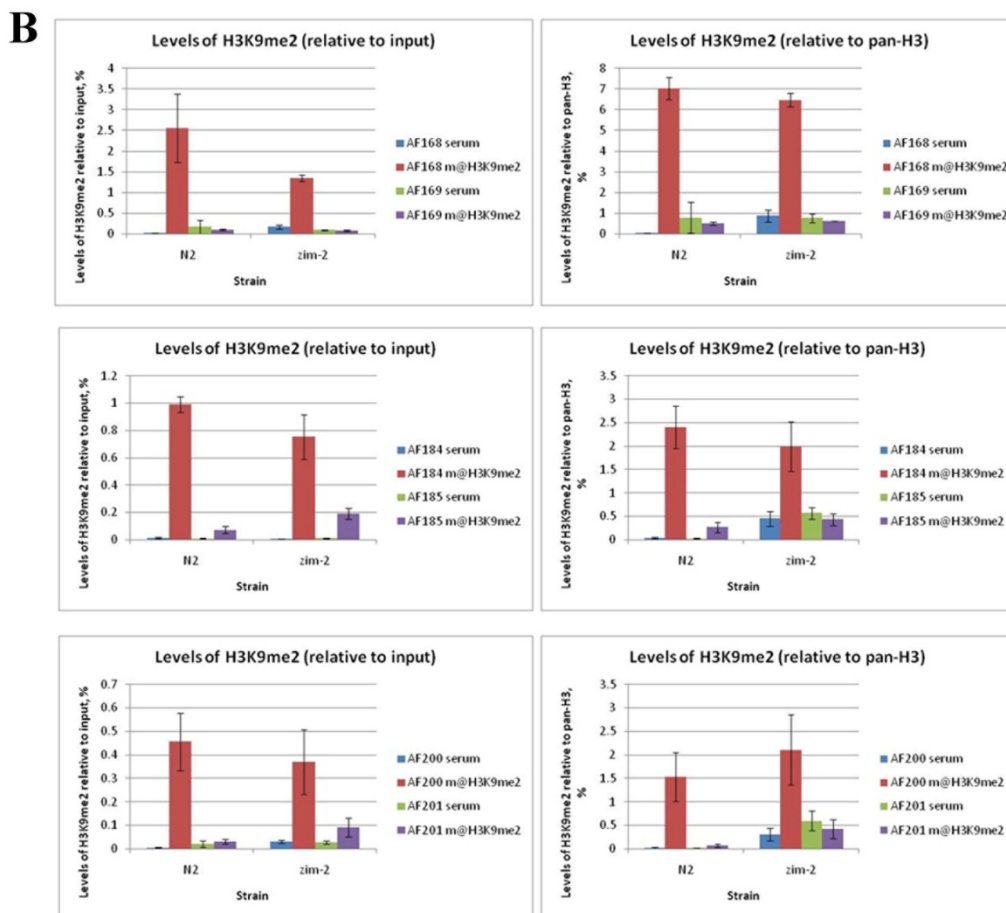 B
Levels of H3K9me2 (relative to input)
Levels of H3K9me2 relative to input, %
4
3.5
3
2.5
2
1.5
1
0.5
0
N2
zim-2
Strain
AF168 serum
AF168 m@H3K9me2
AF169 serum
AF169 m@H3K9me2
Levels of H3K9me2 (relative to pan-H3)
Levels of H3K9me2 relative to pan-H3,
%
8
7
6
5
4
3
2
1
0
N2
zim-2
Strain
AF168 serum
AF168 m@H3K9me2
AF169 serum
AF169 m@H3K9me2
Levels of H3K9me2 (relative to input)
Levels of H3K9me2 relative to input, %
1.2
1
0.8
0.6
0.4
0.2
0
N2
zim-2
Strain
AF184 serum
AF184 m@H3K9me2
AF185 serum
AF185 m@H3K9me2
Levels of H3K9me2 (relative to pan-H3)
Levels of H3K9me2 relative to pan-H3,
%
3.5
3
2.5
2
1.5
1
0.5
0
N2
zim-2
Strain
AF184 serum
AF184 m@H3K9me2
AF185 serum
AF185 m@H3K9me2
Levels of H3K9me2 (relative to input)
Levels of H3K9me2 relative to input, %
0.7
0.6
0.5
0.4
0.3
0.2
0.1
0
N2
zim-2
Strain
AF200 serum
AF200 m@H3K9me2
AF201 serum
AF201 m@H3K9me2
Levels of H3K9me2 (relative to pan-H3)
Levels of H3K9me2 relative to pan-H3,
%
3.5
3
2.5
2
1.5
1
0.5
0
N2
zim-2
Strain
AF200 serum
AF200 m@H3K9me2
AF201 serum
AF201 m@H3K9me2